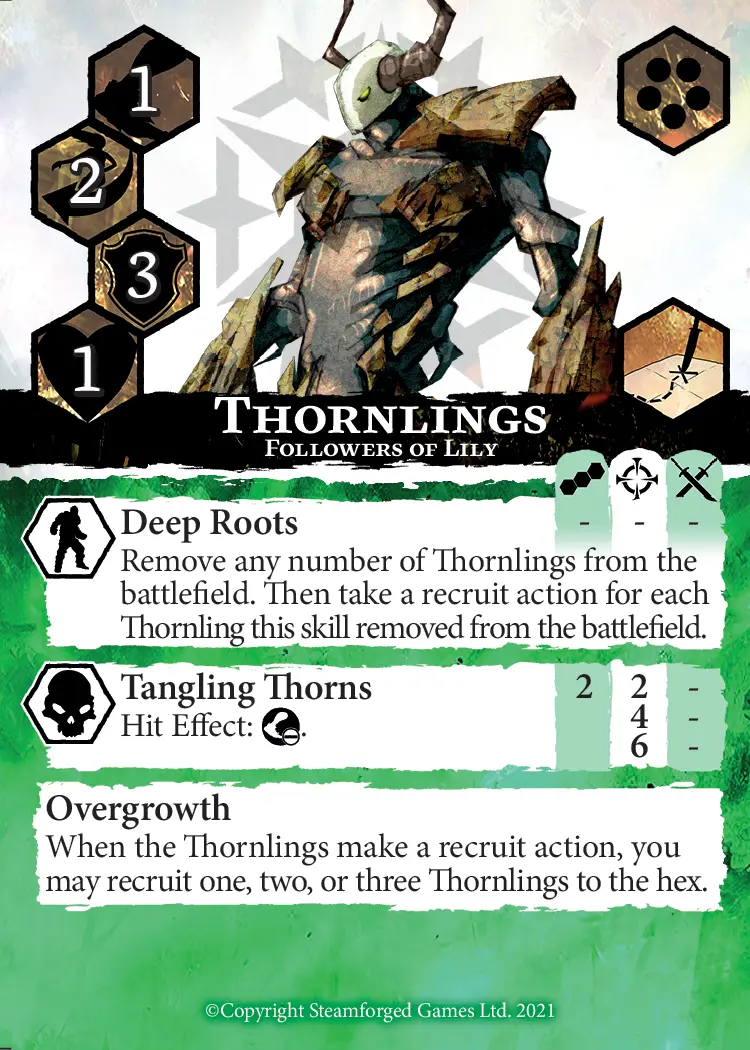 1
2
3
1
Thornlings
Followers of Lily
Deep Roots - - -
Remove any number of Thornlings from the
battlefield. Then take a recruit action for each
Thornling this skill removed from the battlefield.
Tangling Thorns 2 2 -
Hit Effect: . 4 -
6 -
Overgrowth
When the Thornlings make a recruit action, you
may recruit one, two, or three Thornlings to the hex.
©Copyright Steamforged Games Ltd. 2021